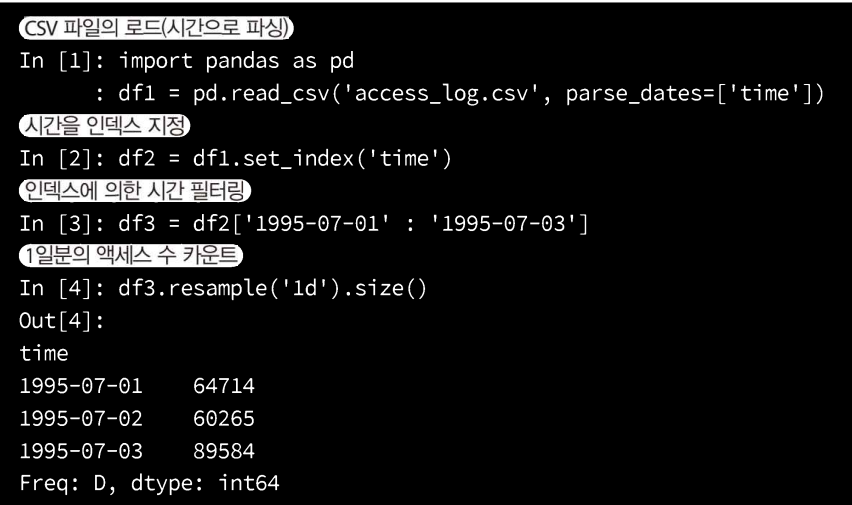 CSV 파일의 로드(시간으로 파싱)
In [1]: import pandas as pd
      : df1 = pd.read_csv('access_log.csv', parse_dates=['time'])
시간을 인덱스 지정
In [2]: df2 = df1.set_index('time')
인덱스에 의한 시간 필터링
In [3]: df3 = df2['1995-07-01' : '1995-07-03']
1일분의 액세스 수 카운트
In [4]: df3.resample('1d').size()
Out[4]:
time
1995-07-01    64714
1995-07-02    60265
1995-07-03    89584
Freq: D, dtype: int64